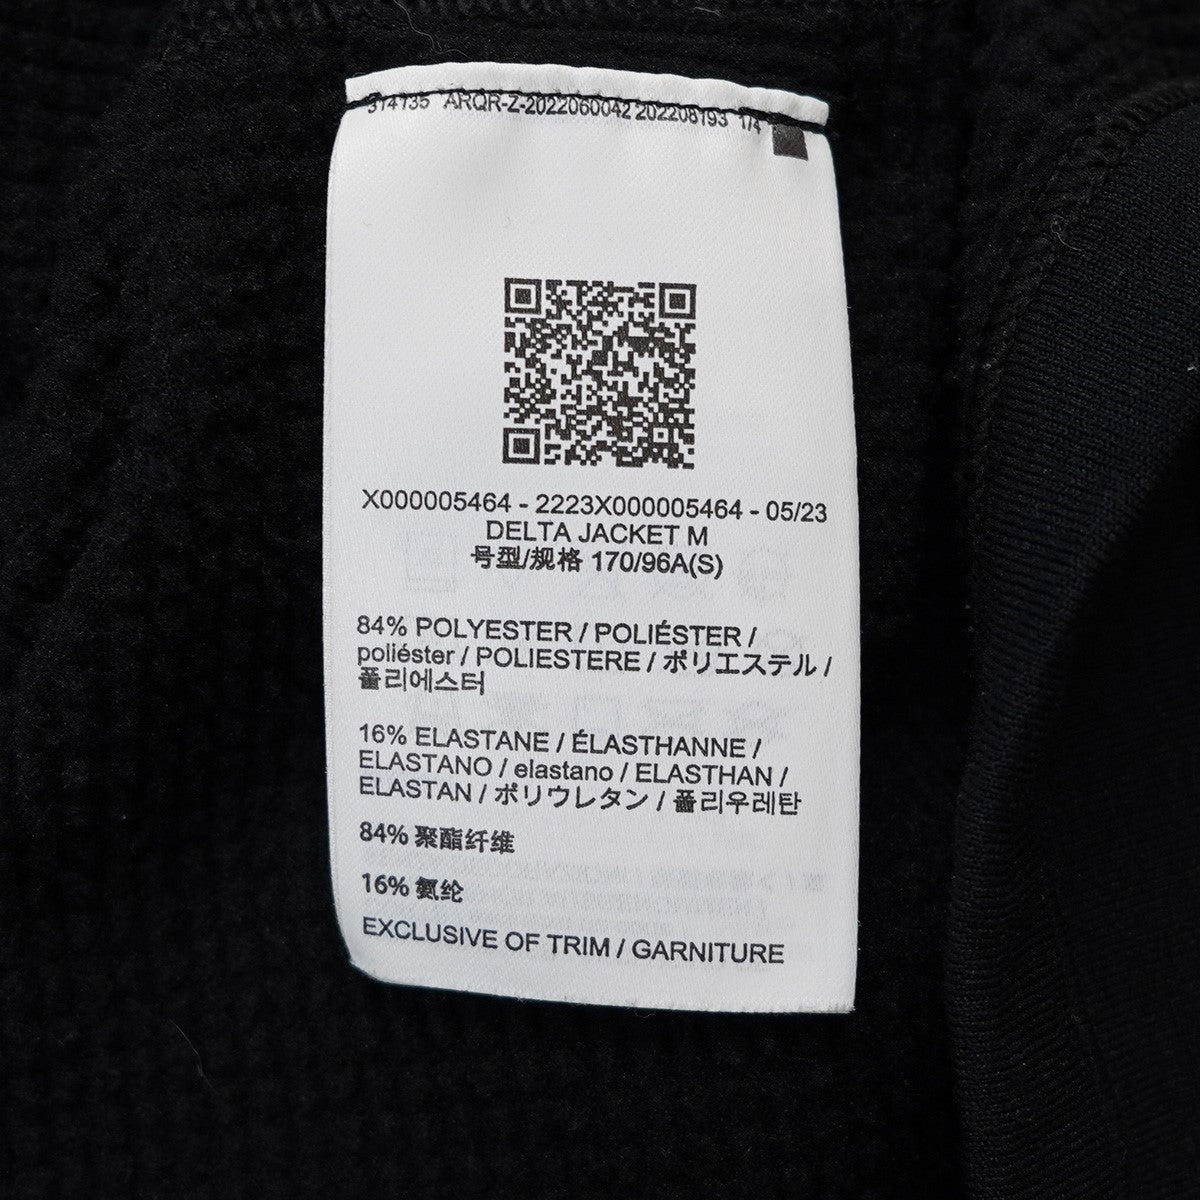 314135 ARQR-Z-2022060042 202208193 1/4
X000005464 - 2223X000005464 - 05/23
DELTA JACKET M
号型/规格 170/96A(S)
84% POLYESTER / POLIÉSTER /
poliéster / POLIESTERE / ポリエステル /
폴리에스터
16% ELASTANE / ÉLASTHANNE /
ELASTANO / elastano / ELASTHAN /
ELASTAN / ポリウレタン / 폴리우레탄
84% 聚酯纤维
16% 氨纶
EXCLUSIVE OF TRIM / GARNITURE